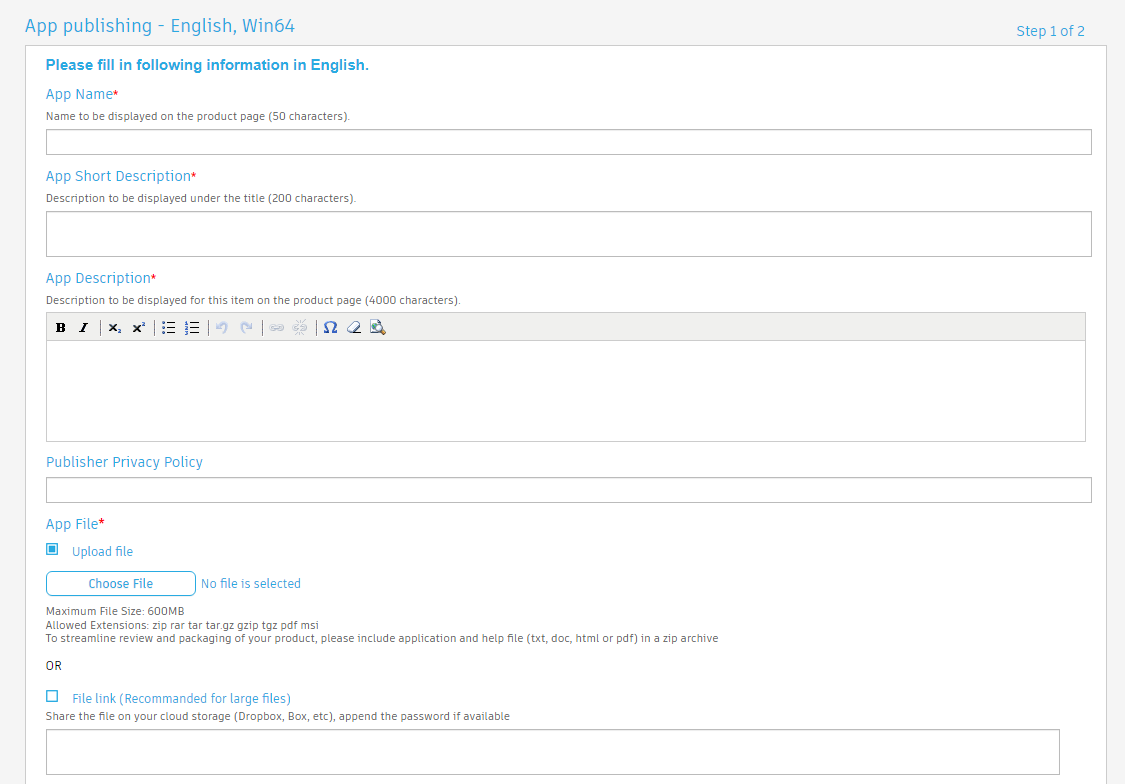 App publishing - English, Win64
Step 1 of 2
Please fill in following information in English.
App Name*
Name to be displayed on the product page (50 characters).
App Short Description*
Description to be displayed under the title (200 characters).
App Description*
Description to be displayed for this item on the product page (4000 characters).
B I x₂ x² Ω
Publisher Privacy Policy
App File*
Upload file
Choose File No file is selected
Maximum File Size: 600MB
Allowed Extensions: zip rar tar tar.gz gzip tgz pdf msi
To streamline review and packaging of your product, please include application and help file (txt, doc, html or pdf) in a zip archive
OR
File link (Recommanded for large files)
Share the file on your cloud storage (Dropbox, Box, etc), append the password if available